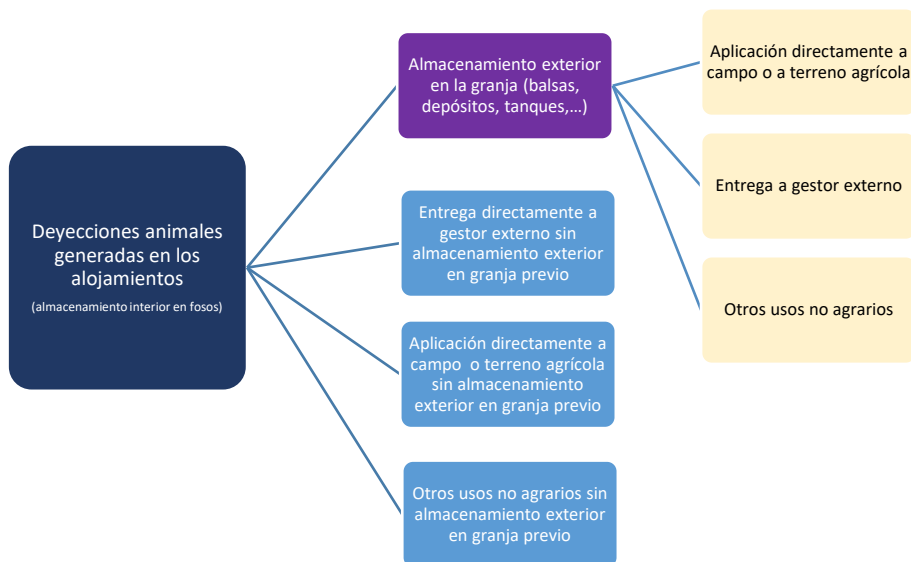 Deyecciones animales
generadas en los
alojamientos
(almacenamiento interior en fosos)
Almacenamiento exterior
en la granja (balsas,
depósitos, tanques,…)
Entrega directamente a
gestor externo sin
almacenamiento exterior
en granja previo
Aplicación directamente a
campo o terreno agrícola
sin almacenamiento
exterior en granja previo
Otros usos no agrarios sin
almacenamiento exterior
en granja previo
Aplicación directamente a
campo o a terreno agrícola
Entrega a gestor externo
Otros usos no agrarios